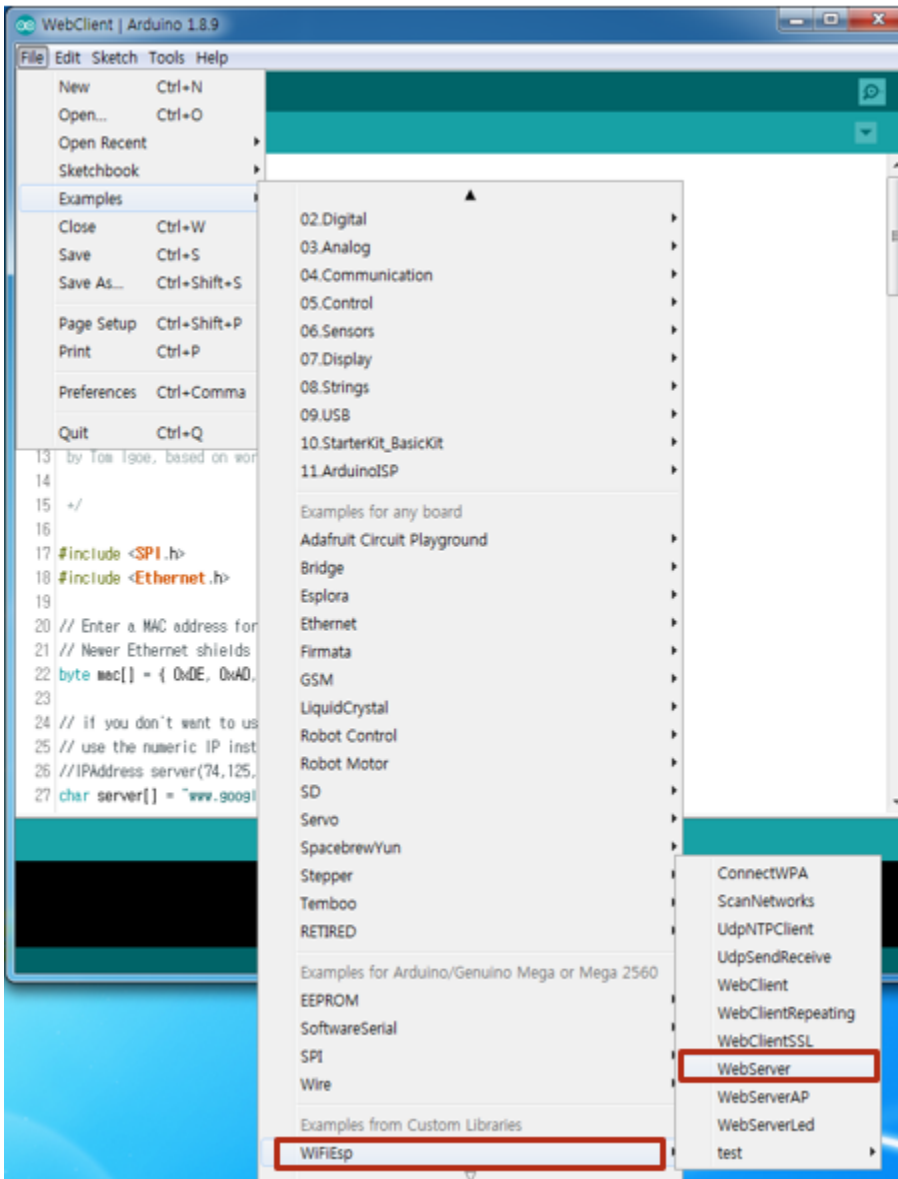 WebClient | Arduino 1.8.9
File Edit Sketch Tools Help
New Ctrl+N
Open... Ctrl+O
Open Recent
Sketchbook
Examples
Close Ctrl+W
Save Ctrl+S
Save As... Ctrl+Shift+S
Page Setup Ctrl+Shift+P
Print Ctrl+P
Preferences Ctrl+Comma
Quit Ctrl+Q
02.Digital
03.Analog
04.Communication
05.Control
06.Sensors
07.Display
08.Strings
09.USB
10.StarterKit_BasicKit
11.ArduinoISP
Examples for any board
Adafruit Circuit Playground
Bridge
Esplora
Ethernet
Firmata
GSM
LiquidCrystal
Robot Control
Robot Motor
SD
Servo
SpacebrewYun
Stepper
Temboo
RETIRED
Examples for Arduino/Genuino Mega or Mega 2560
EEPROM
SoftwareSerial
SPI
Wire
Examples from Custom Libraries
WiFiEsp
ConnectWPA
ScanNetworks
UdpNTPClient
UdpSendReceive
WebClient
WebClientRepeating
WebClientSSL
WebServer
WebServerAP
WebServerLed
test
13 by Tom Igoe, based on wor
14
15 */
16
17 #include <SPI.h>
18 #include <Ethernet.h>
19
20 // Enter a MAC address for
21 // Newer Ethernet shields
22 byte mac[] = { 0xDE, 0xAD,
23
24 // if you don't want to us
25 // use the numeric IP inst
26 //IPAddress server(74,125,
27 char server[] = "www.googl